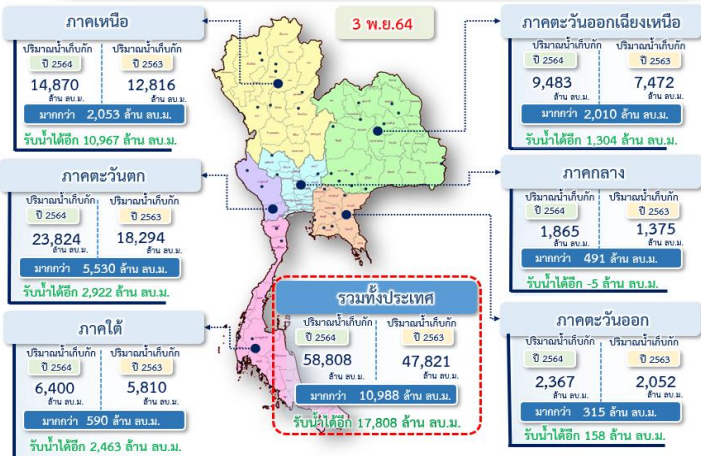 3 พ.ย.64
ภาคเหนือ
ปริมาณน้ำเก็บกัก ปริมาณน้ำเก็บกัก
ปี 2564 ปี 2563
14,870 12,816
ล้าน ลบ.ม. ล้าน ลบ.ม.
มากกว่า 2,053 ล้าน ลบ.ม.
รับน้ำได้อีก 10,967 ล้าน ลบ.ม.
ภาคตะวันออกเฉียงเหนือ
ปริมาณน้ำเก็บกัก ปริมาณน้ำเก็บกัก
ปี 2564 ปี 2563
9,483 7,472
ล้าน ลบ.ม. ล้าน ลบ.ม.
มากกว่า 2,010 ล้าน ลบ.ม.
รับน้ำได้อีก 1,304 ล้าน ลบ.ม.
ภาคตะวันตก
ปริมาณน้ำเก็บกัก ปริมาณน้ำเก็บกัก
ปี 2564 ปี 2563
23,824 18,294
ล้าน ลบ.ม. ล้าน ลบ.ม.
มากกว่า 5,530 ล้าน ลบ.ม.
รับน้ำได้อีก 2,922 ล้าน ลบ.ม.
ภาคกลาง
ปริมาณน้ำเก็บกัก ปริมาณน้ำเก็บกัก
ปี 2564 ปี 2563
1,865 1,375
ล้าน ลบ.ม. ล้าน ลบ.ม.
มากกว่า 491 ล้าน ลบ.ม.
รับน้ำได้อีก -5 ล้าน ลบ.ม.
ภาคใต้
ปริมาณน้ำเก็บกัก ปริมาณน้ำเก็บกัก
ปี 2564 ปี 2563
6,400 5,810
ล้าน ลบ.ม. ล้าน ลบ.ม.
มากกว่า 590 ล้าน ลบ.ม.
รับน้ำได้อีก 2,463 ล้าน ลบ.ม.
รวมทั้งประเทศ
ปริมาณน้ำเก็บกัก ปริมาณน้ำเก็บกัก
ปี 2564 ปี 2563
58,808 47,821
ล้าน ลบ.ม. ล้าน ลบ.ม.
มากกว่า 10,988 ล้าน ลบ.ม.
รับน้ำได้อีก 17,808 ล้าน ลบ.ม.
ภาคตะวันออก
ปริมาณน้ำเก็บกัก ปริมาณน้ำเก็บกัก
ปี 2564 ปี 2563
2,367 2,052
ล้าน ลบ.ม. ล้าน ลบ.ม.
มากกว่า 315 ล้าน ลบ.ม.
รับน้ำได้อีก 158 ล้าน ลบ.ม.